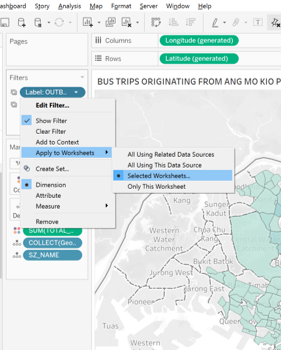 ashboard Story Analysis Map Format Server Window Help
Pages
Columns Longitude (generated)
Rows Latitude (generated)
Filters
Label: OUTB...
BUS TRIPS ORIGINATING FROM ANG MO KIO P
Edit Filter...
Show Filter
Clear Filter
Add to Context
Apply to Worksheets
All Using Related Data Sources
All Using This Data Source
Selected Worksheets...
Only This Worksheet
Create Set...
Dimension
Attribute
Measure
Remove
Ma
De
SUM(TOTAL_...
COLLECT(Geo...
SZ_NAME
Kran
Sungei
Kadut
Western
Water
Catchment
Choa Chu
Kang
Bukit Batok
Jurong West
Jurong East
Pioneer
Tuas
Western
Queen